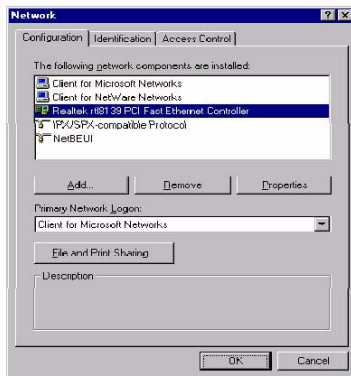 Network
Configuration Identification Access Control
The following network components are installed:
Client for Microsoft Networks
Client for NetWare Networks
Realtek rtl8139 PCI Fast Ethernet Controller
IPX/SPX-compatible Protocol
NetBEUI
Add... Remove Properties
Primary Network Logon:
Client for Microsoft Networks
File and Print Sharing
Description
OK Cancel